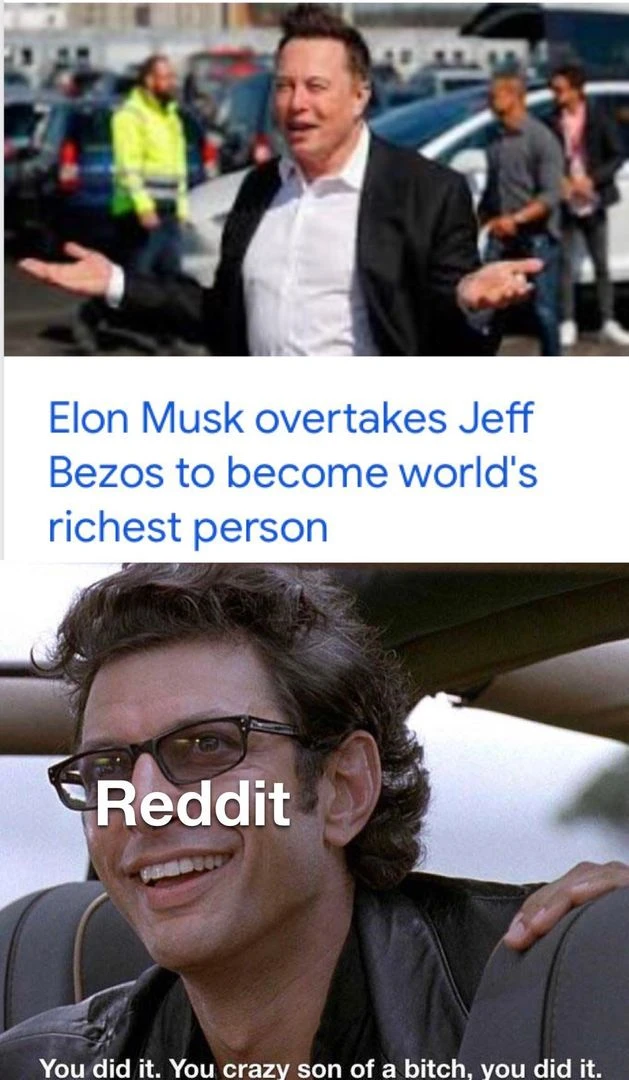 Elon Musk overtakes Jeff
Bezos to become world's
richest person
Reddit
You did it. You crazy son of a bitch, you did it.